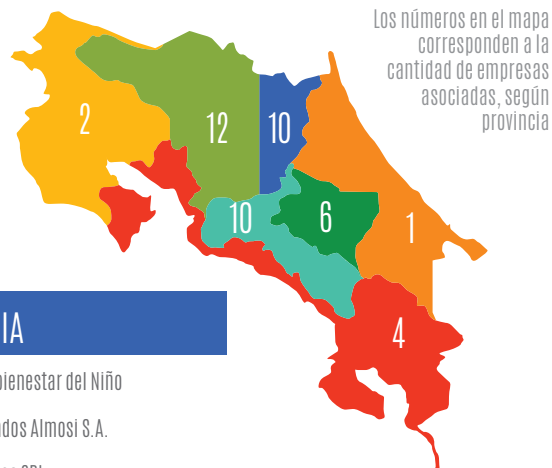 Los números en el mapa
corresponden a la
cantidad de empresas
asociadas, según
provincia
2
12
10
10
6
1
4
IA
bienestar del Niño
dos Almosi S.A.